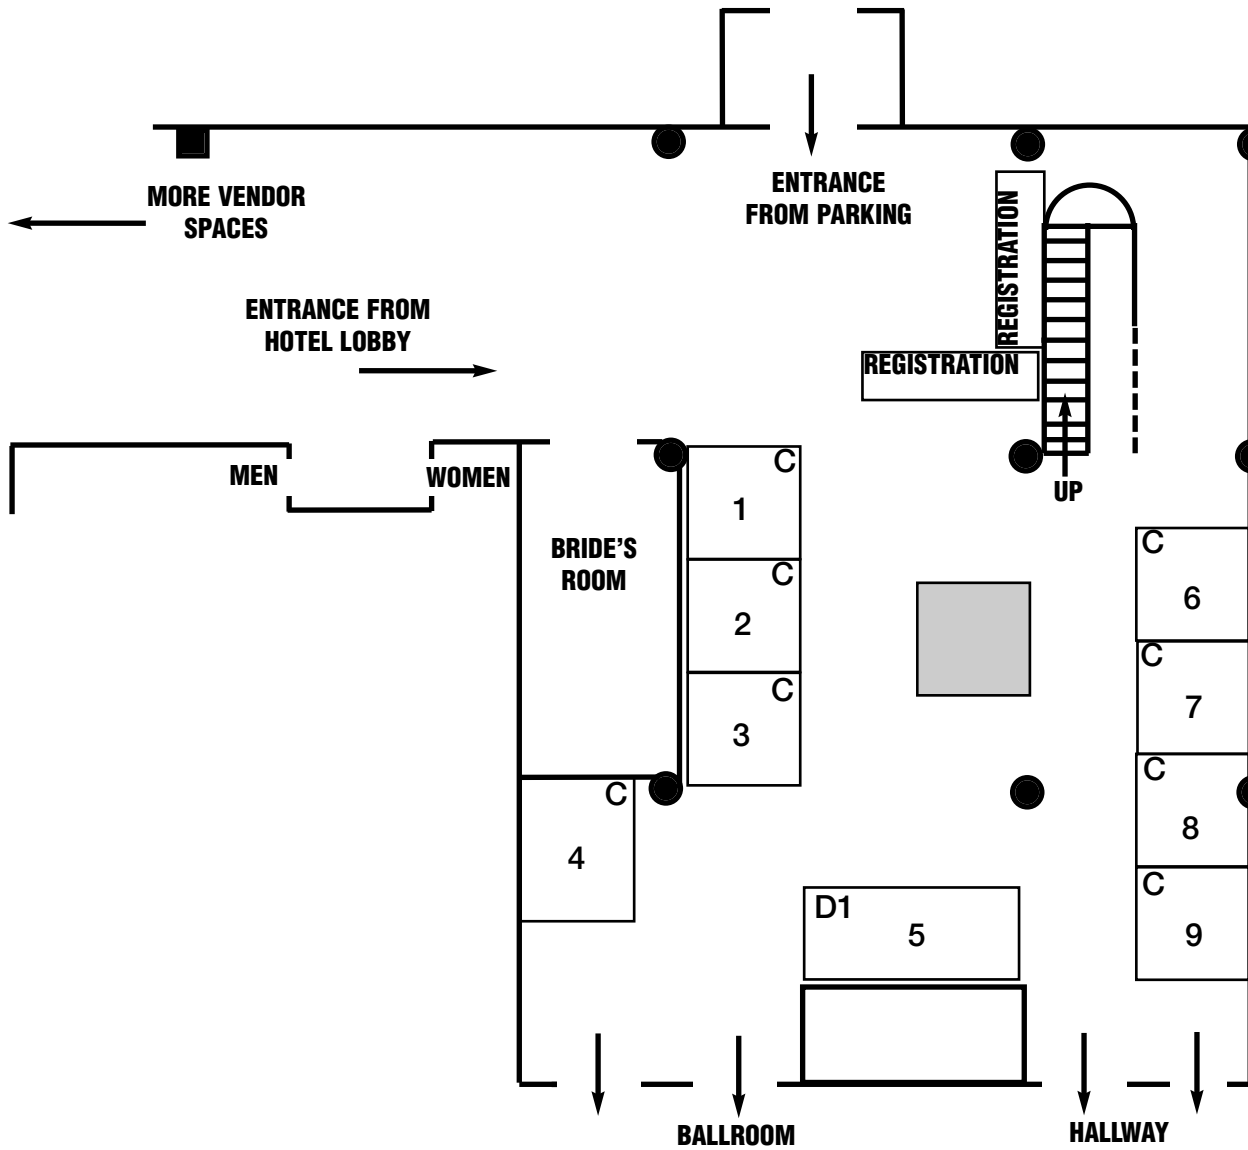 ENTRANCE
FROM PARKING
MORE VENDOR
SPACES
REGISTRATION
ENTRANCE FROM
HOTEL LOBBY
REGISTRATION
MEN
WOMEN
UP
C
1
BRIDE'S
ROOM
C
2
C
3
C
6
C
7
C
8
C
9
C
4
D1
5
BALLROOM
HALLWAY